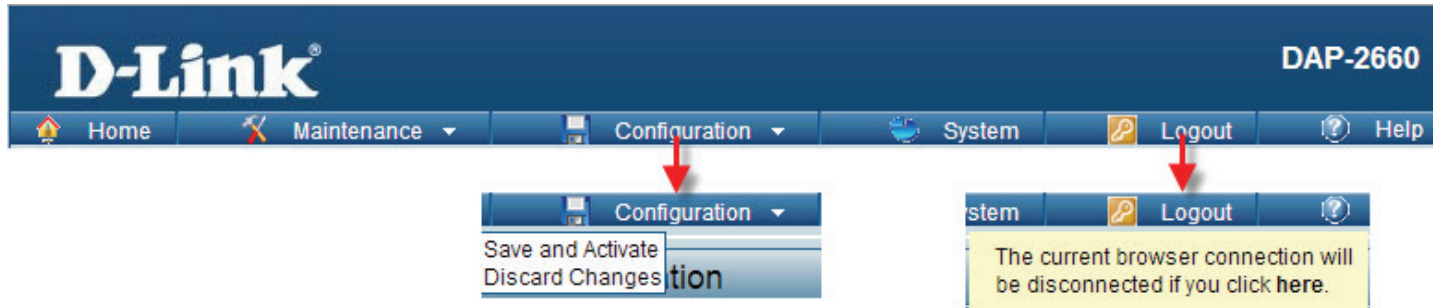 D-Link®
DAP-2660
Home Maintenance Configuration System Logout Help
Configuration
Save and Activate
Discard Changes
ation
stem Logout
The current browser connection will
be disconnected if you click here.